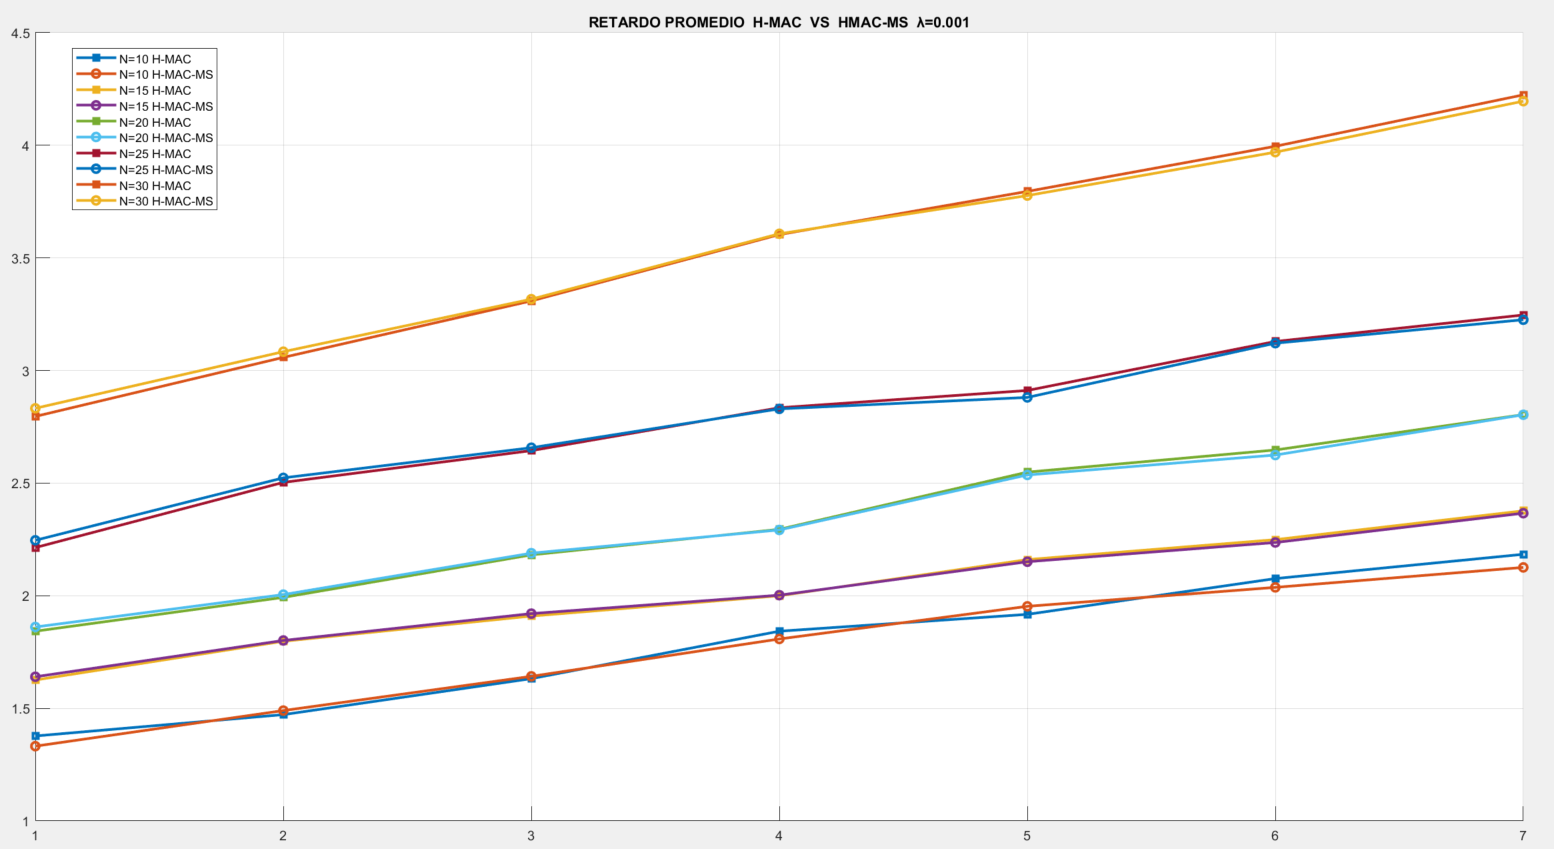 RETARDO PROMEDIO H-MAC VS HMAC-MS λ=0.001
4.5
4
3.5
3
2.5
2
1.5
1
N=10 H-MAC
N=10 H-MAC-MS
N=15 H-MAC
N=15 H-MAC-MS
N=20 H-MAC
N=20 H-MAC-MS
N=25 H-MAC
N=25 H-MAC-MS
N=30 H-MAC
N=30 H-MAC-MS
1 2 3 4 5 6 7